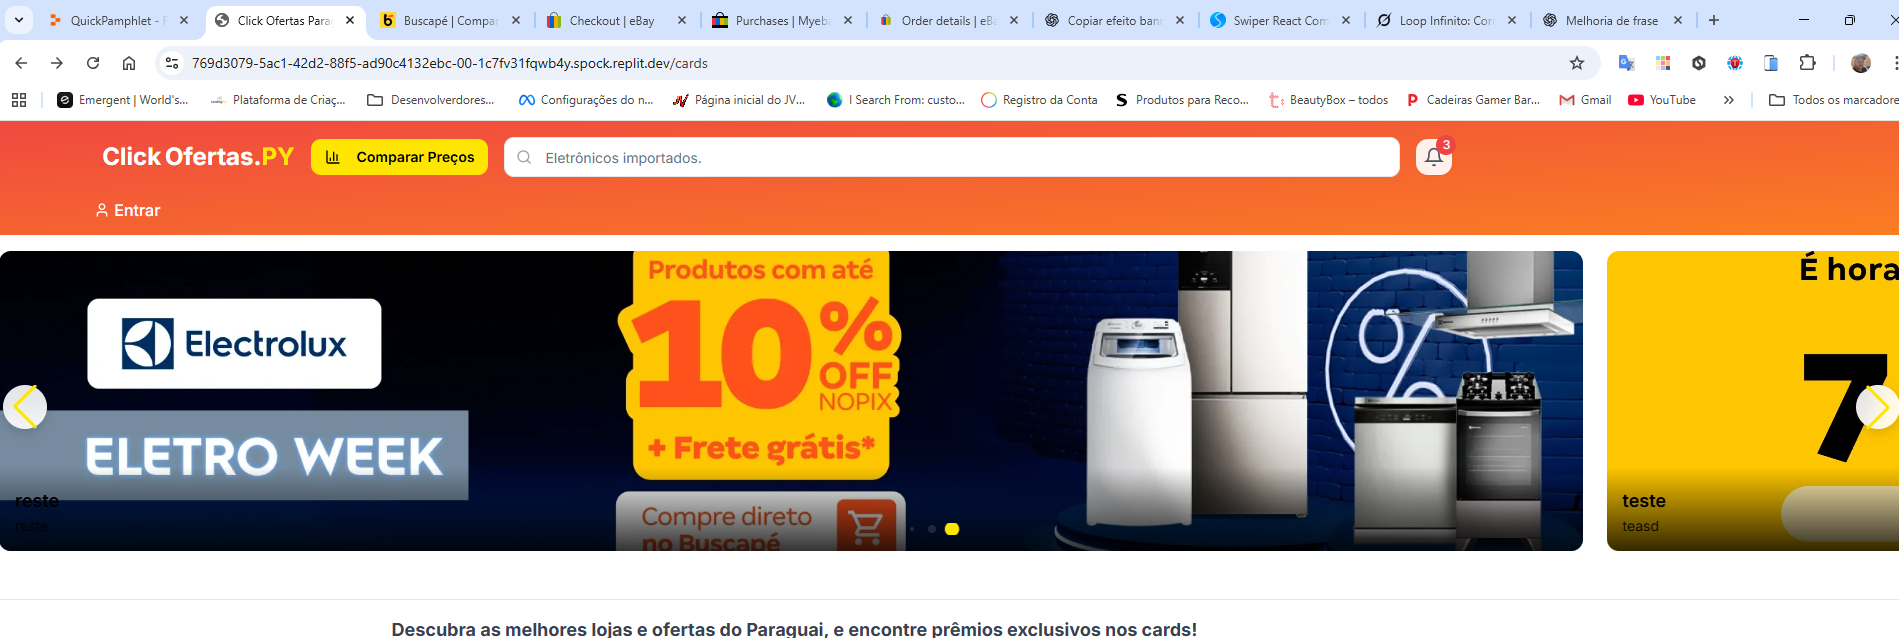 QuickPamphlet - F
Click Ofertas Para
Buscapé | Compa
Checkout | eBay
Purchases | Myeb
Order details | eBa
Copiar efeito ban
Swiper React Com
Loop Infinito: Cor
Melhoria de frase
769d3079-5ac1-42d2-88f5-ad90c4132ebc-00-1c7fv31fqwb4y.spock.replit.dev/cards
Emergent | World's...
Plataforma de Criaç...
Desenvolverdores...
Configurações do n...
Página inicial do JV...
I Search From: custo...
Registro da Conta
Produtos para Reco...
BeautyBox – todos
Cadeiras Gamer Bar...
Gmail
YouTube
Todos os marcadore
Click Ofertas.PY
Comparar Preços
Eletrônicos importados.
3
Entrar
Electrolux
ELETRO WEEK
reste
reste
Produtos com até
10%
OFF
NOPIX
+ Frete grátis*
Compre direto
no Buscapé
É hora
7
teste
teasd
Descubra as melhores lojas e ofertas do Paraguai, e encontre prêmios exclusivos nos cards!